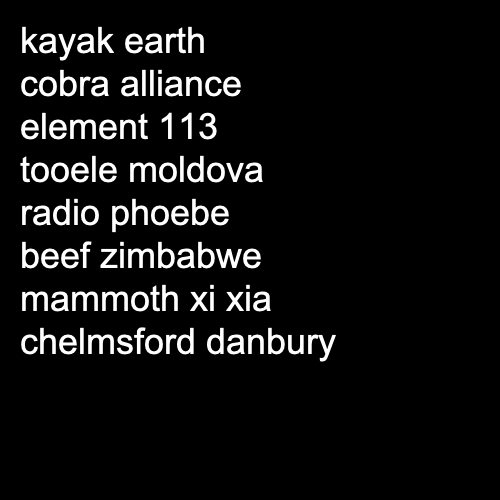 kayak earth
cobra alliance
element 113
tooele moldova
radio phoebe
beef zimbabwe
mammoth xi xia
chelmsford danbury